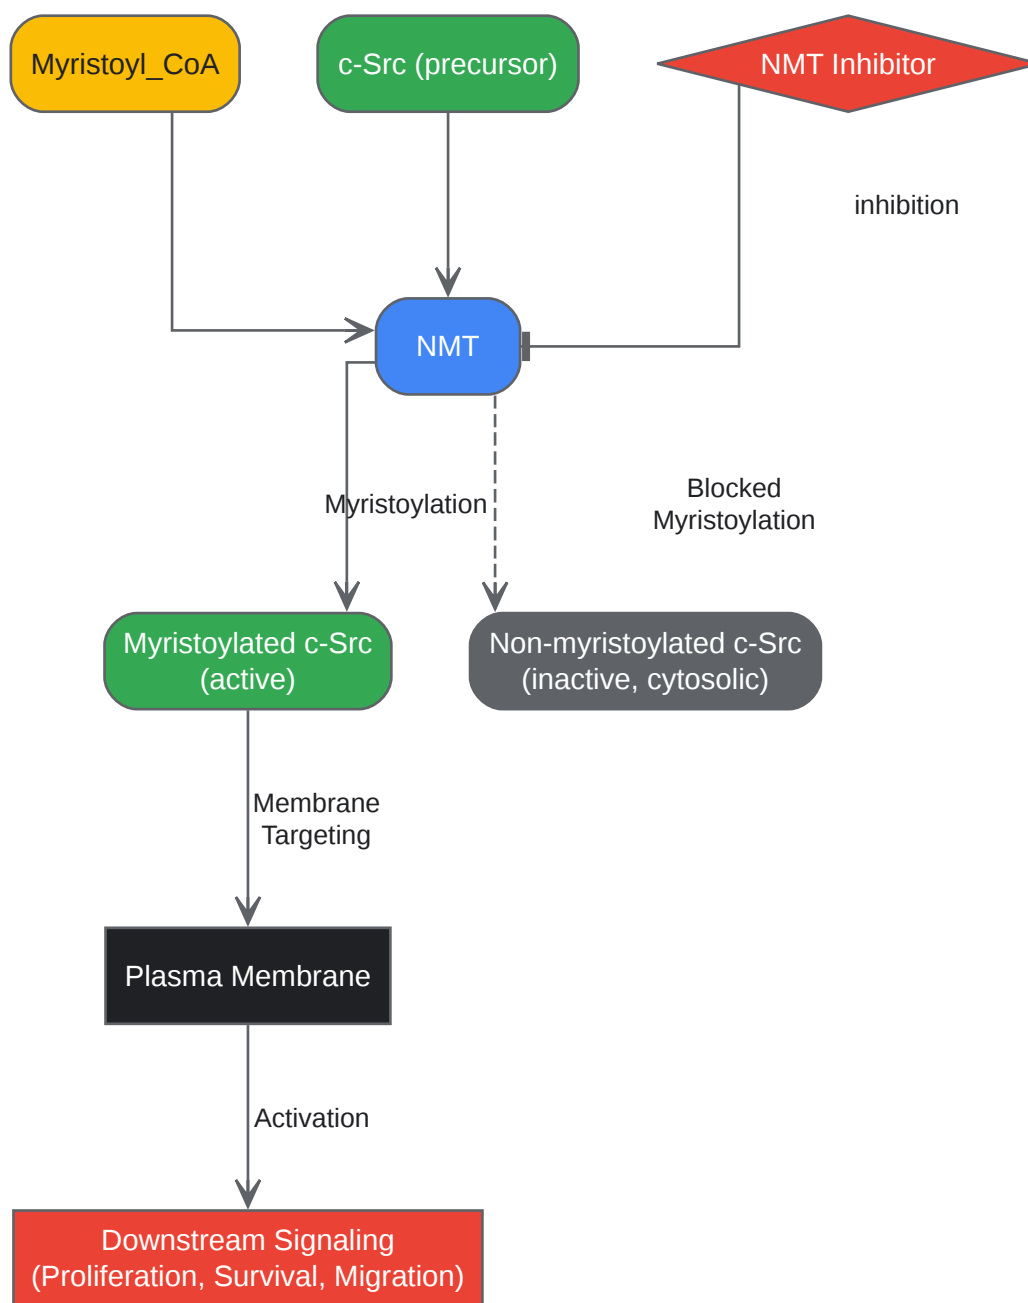 Myristoyl_CoA
c-Src (precursor)
NMT Inhibitor
inhibition
NMT
Myristoylation
Blocked
Myristoylation
Myristoylated c-Src
(active)
Non-myristoylated c-Src
(inactive, cytosolic)
Membrane
Targeting
Plasma Membrane
Activation
Downstream Signaling
(Proliferation, Survival, Migration)